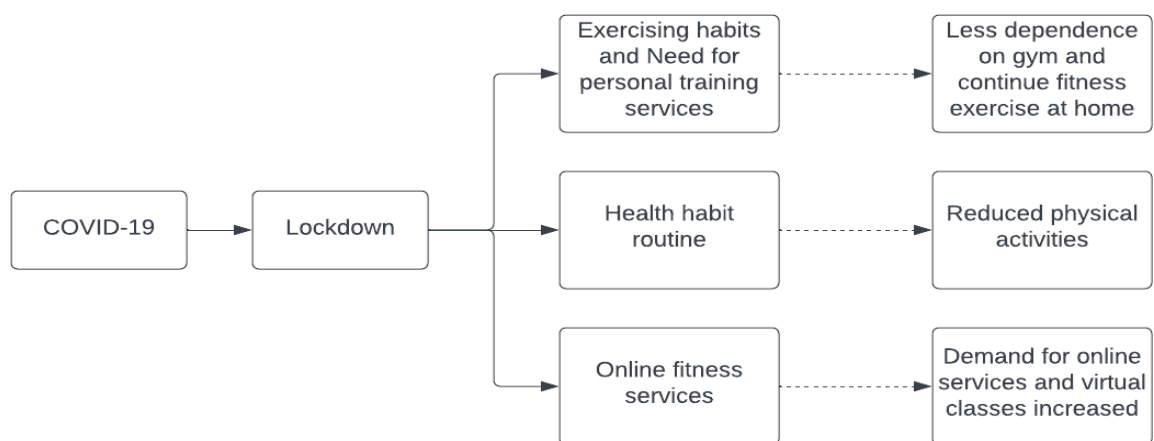 COVID-19
Lockdown
Exercising habits
and Need for
personal training
services
Less dependence
on gym and
continue fitness
exercise at home
Health habit
routine
Reduced physical
activities
Online fitness
services
Demand for online
services and virtual
classes increased